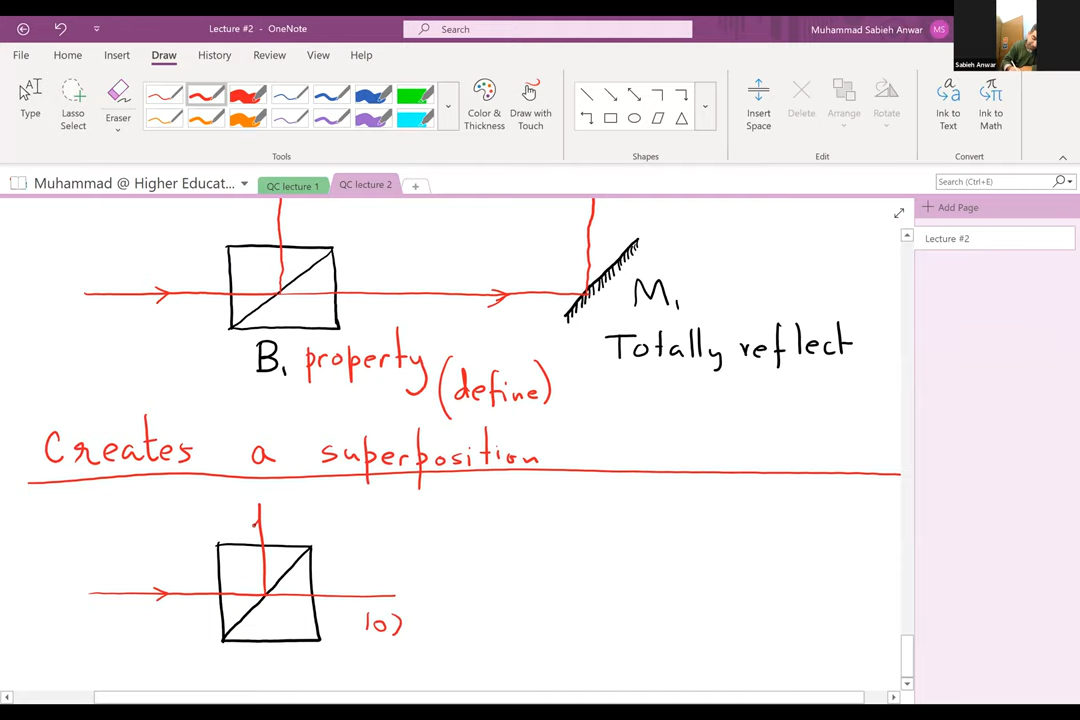 Lecture #2 - OneNote
Search
Muhammad Sabieh Anwar
MS
Sabieh Anwar
File Home Insert Draw History Review View Help
Type
Lasso Select
Eraser
Color & Thickness
Draw with Touch
Insert Space
Delete
Arrange
Rotate
Ink to Text
Ink to Math
Tools
Shapes
Edit
Convert
Muhammad @ Higher Educat...
QC lecture 1
QC lecture 2
Search (Ctrl+E)
Add Page
Lecture #2
M₁
Totally reflect
B₁ property (define)
Creates a superposition
|0⟩